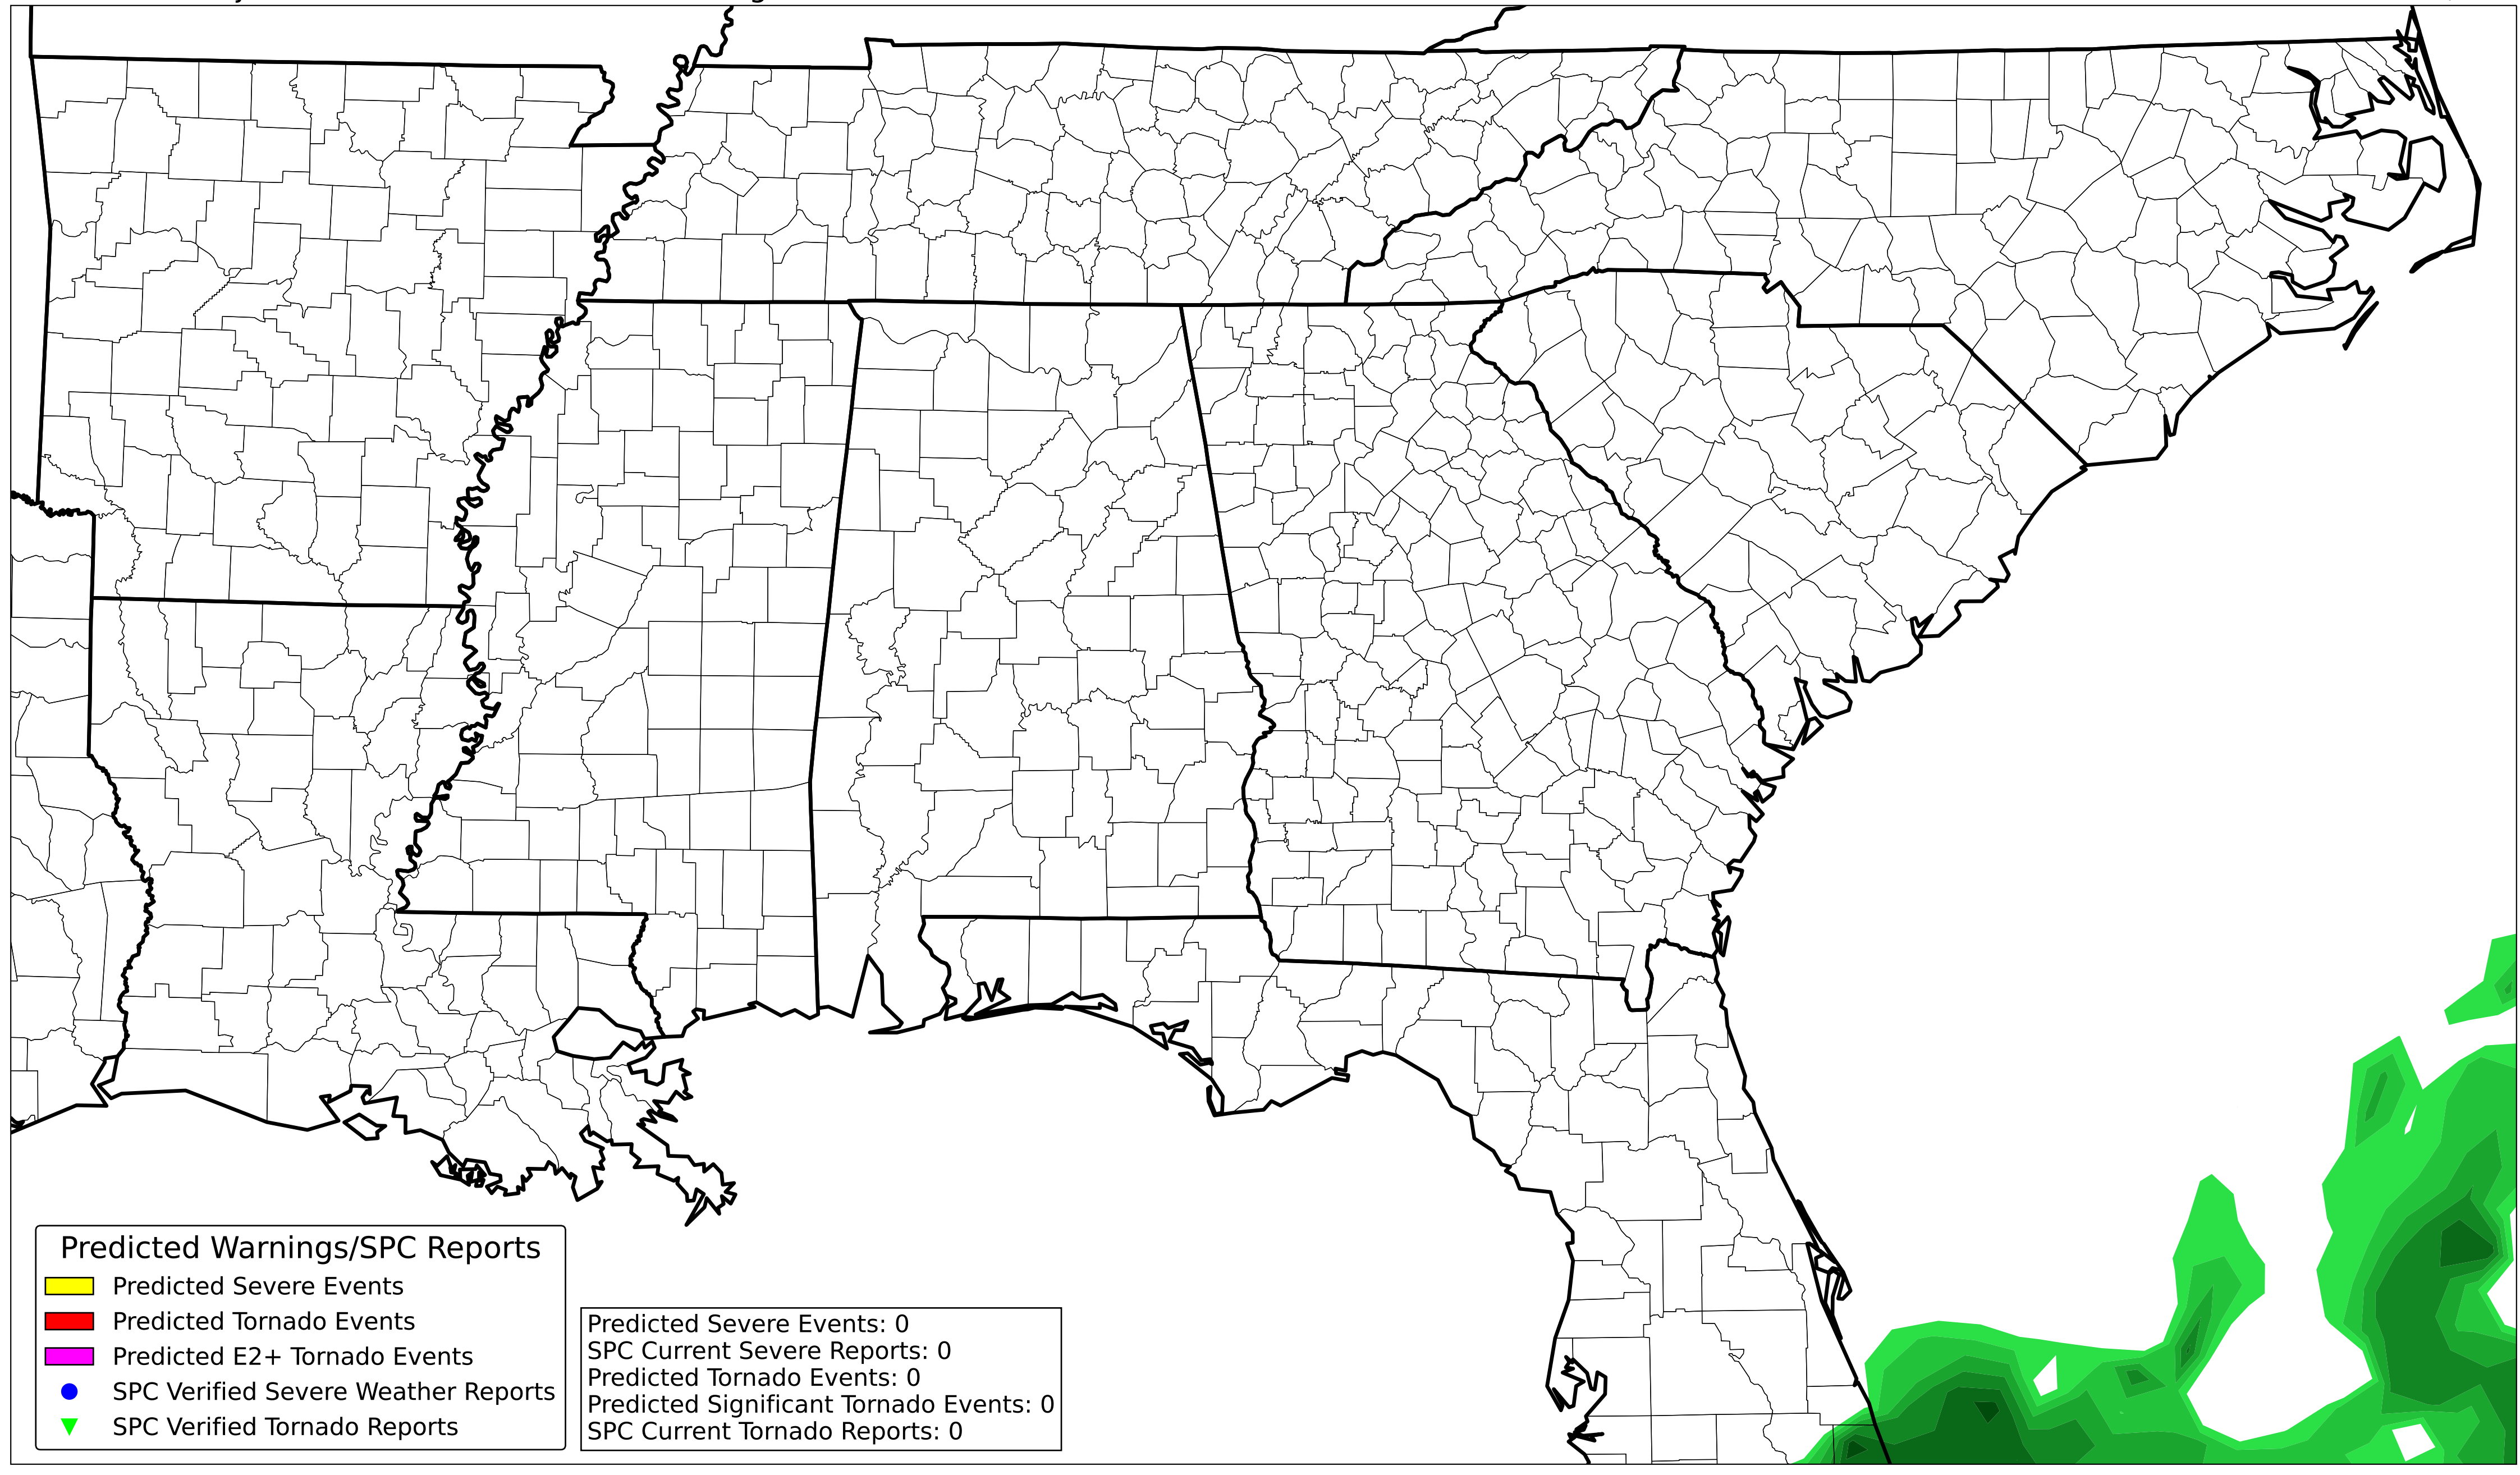 Predicted Warnings/SPC Reports
Predicted Severe Events
Predicted Tornado Events
Predicted E2+ Tornado Events
SPC Verified Severe Weather Reports
SPC Verified Tornado Reports
Predicted Severe Events: 0
SPC Current Severe Reports: 0
Predicted Tornado Events: 0
Predicted Significant Tornado Events: 0
SPC Current Tornado Reports: 0